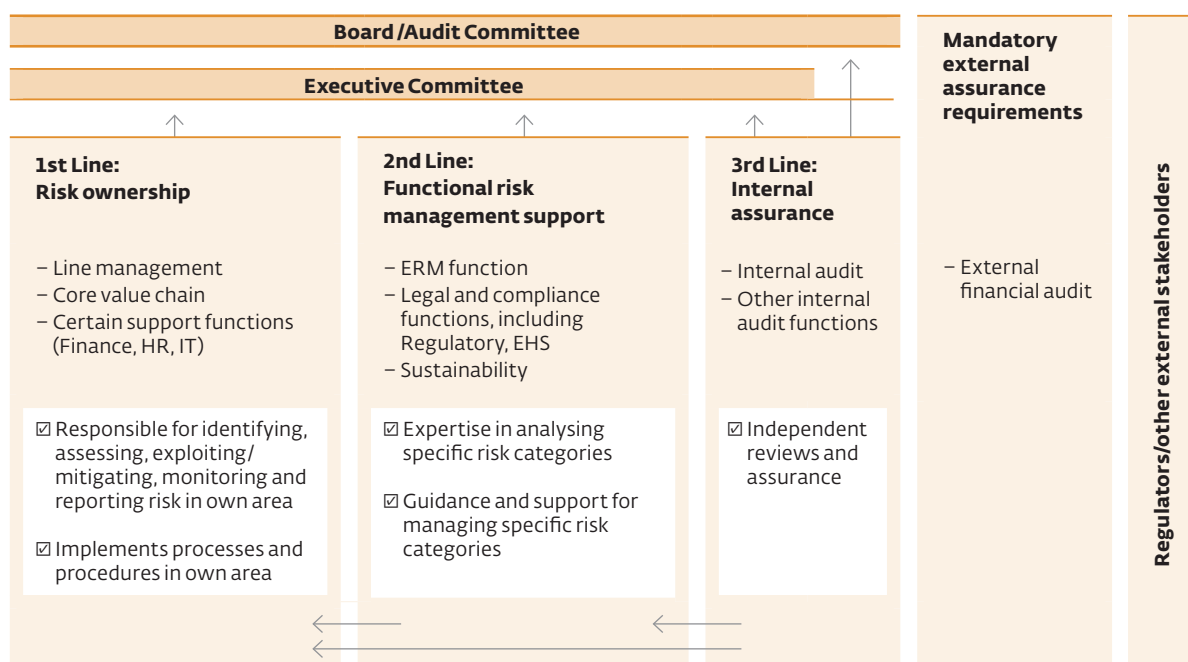 Board /Audit Committee
Executive Committee
1st Line:
Risk ownership
– Line management
– Core value chain
– Certain support functions
(Finance, HR, IT)
☑ Responsible for identifying,
assessing, exploiting/
mitigating, monitoring and
reporting risk in own area
☑ Implements processes and
procedures in own area
2nd Line:
Functional risk
management support
– ERM function
– Legal and compliance
functions, including
Regulatory, EHS
– Sustainability
☑ Expertise in analysing
specific risk categories
☑ Guidance and support for
managing specific risk
categories
3rd Line:
Internal
assurance
– Internal audit
– Other internal
audit functions
☑ Independent
reviews and
assurance
Mandatory
external
assurance
requirements
– External
financial audit
Regulators/other external stakeholders